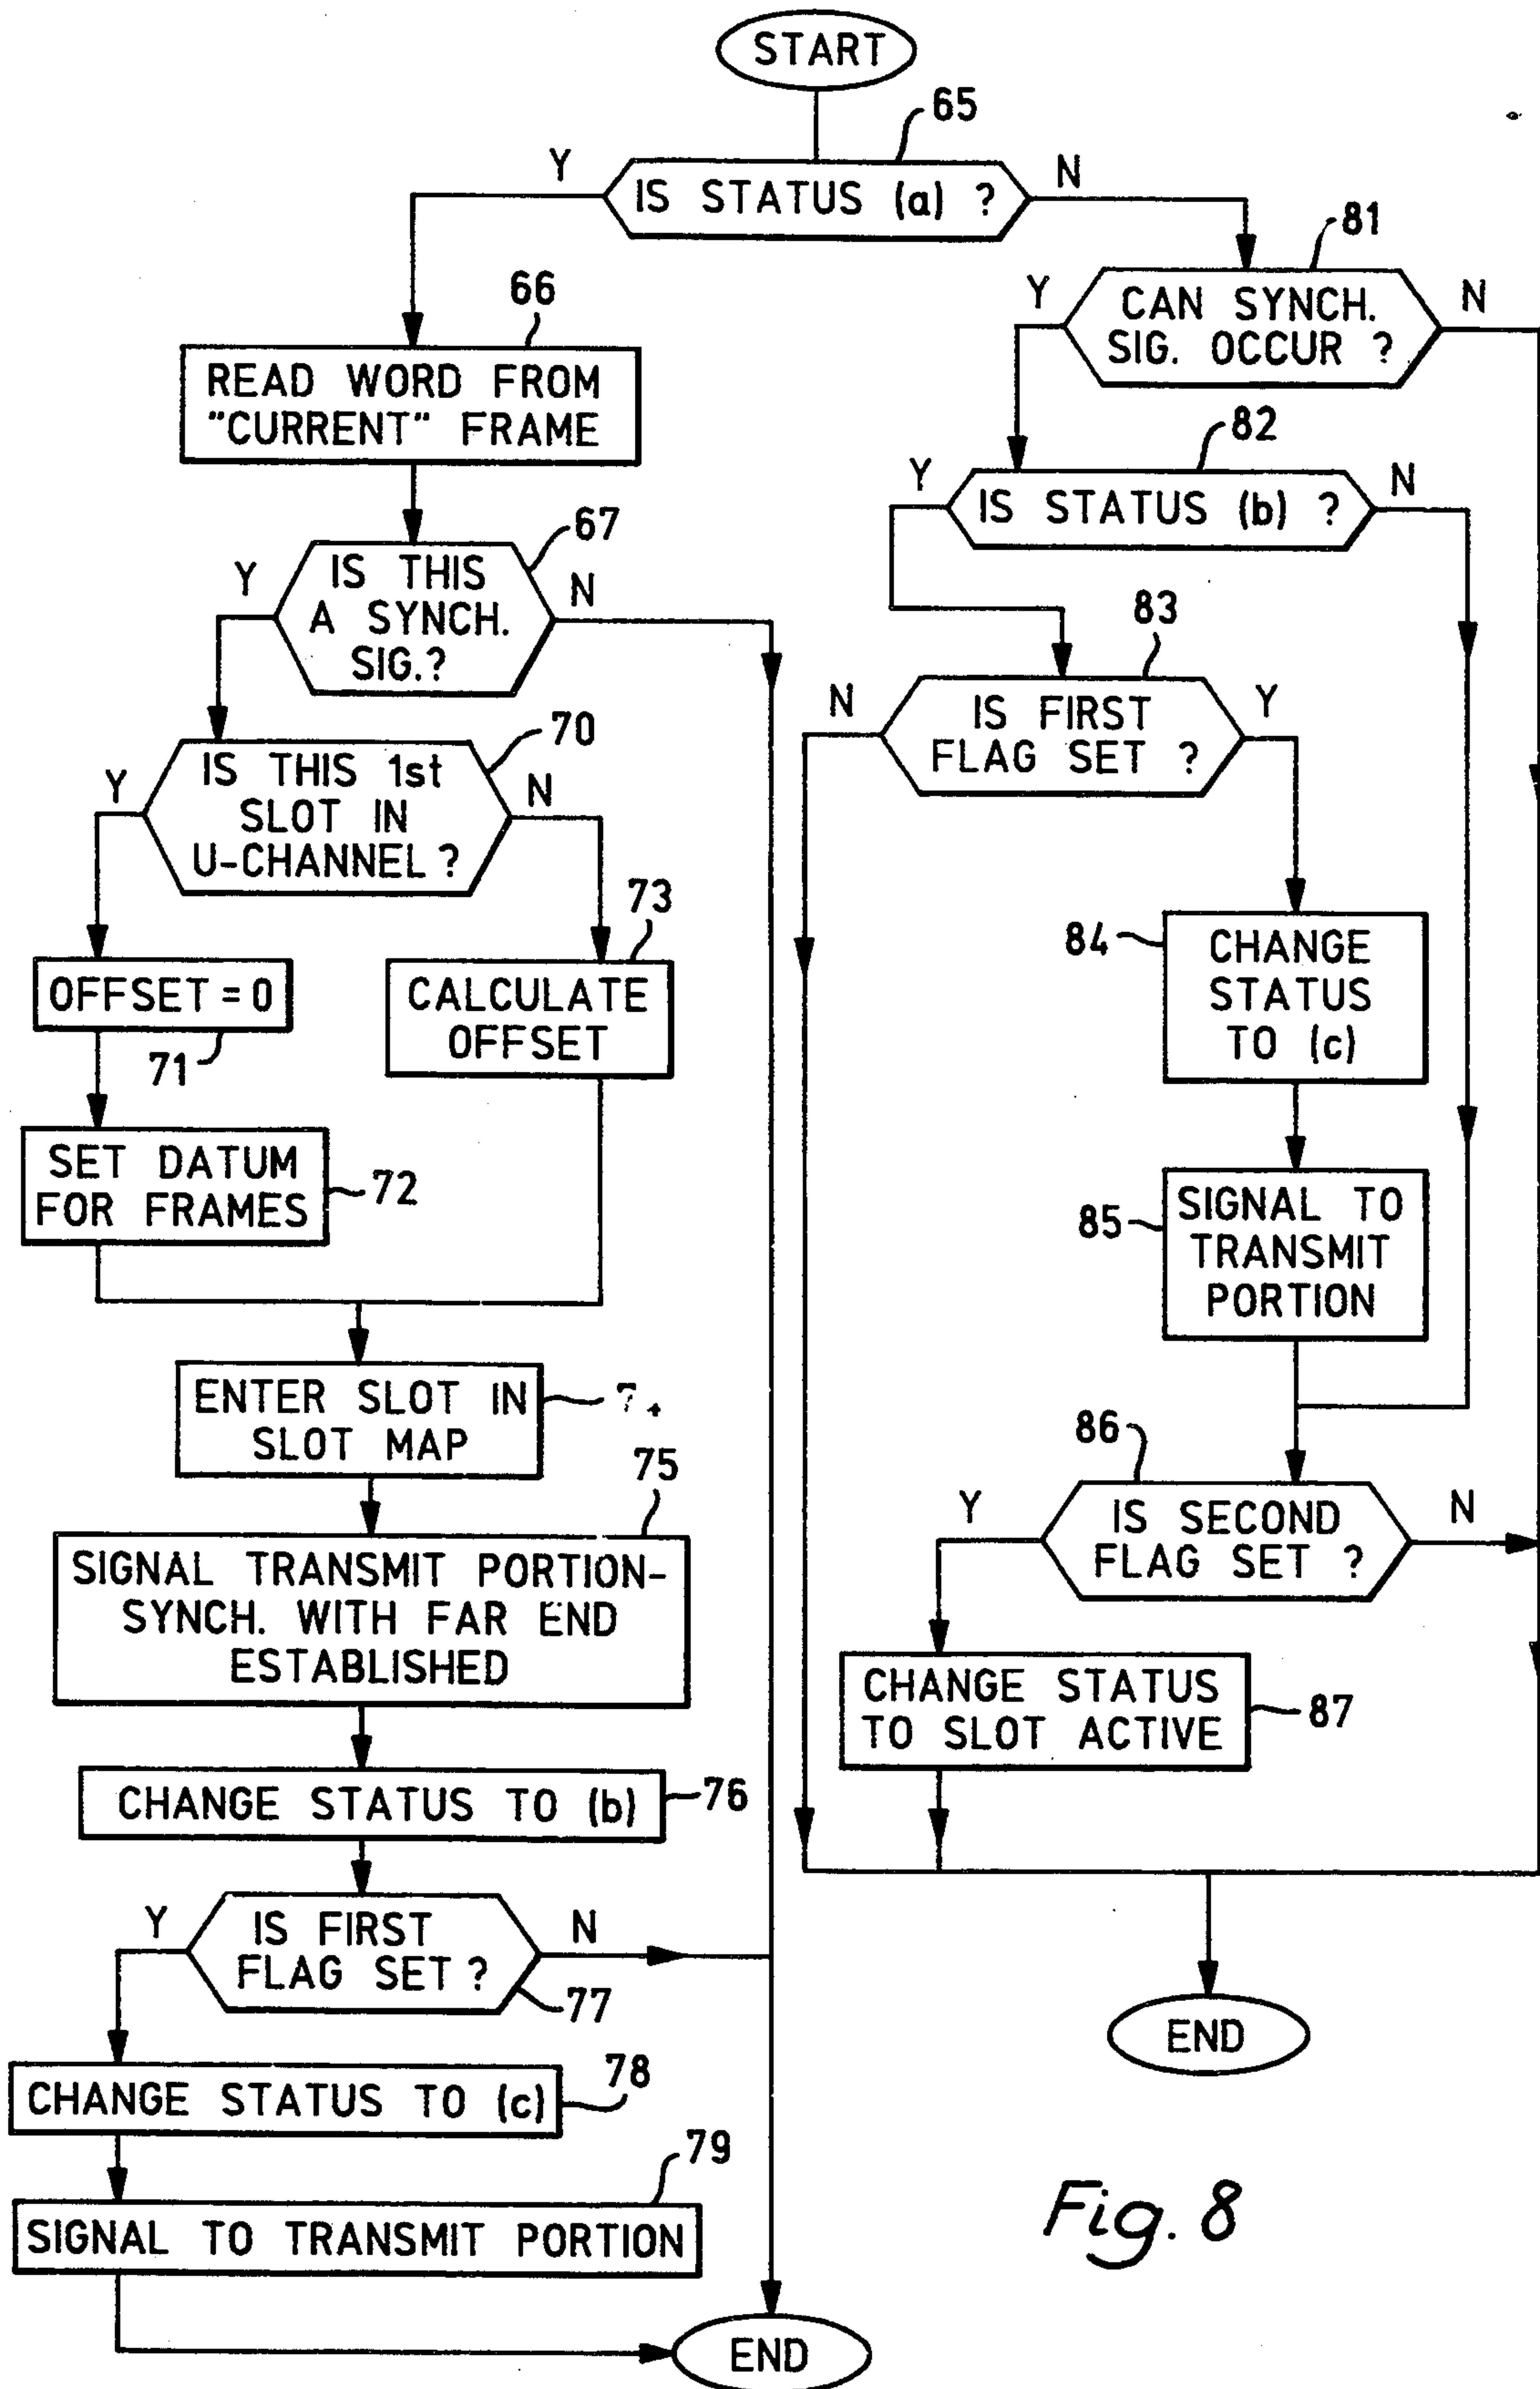 START
65
Y
IS STATUS (a) ?
N
66
READ WORD FROM
"CURRENT" FRAME
67
Y
IS THIS
A SYNCH.
SIG.?
N
70
Y
IS THIS 1st
SLOT IN
U-CHANNEL ?
N
OFFSET = 0
71
73
CALCULATE
OFFSET
SET DATUM
FOR FRAMES
72
ENTER SLOT IN
SLOT MAP
75
SIGNAL TRANSMIT PORTION-
SYNCH. WITH FAR END
ESTABLISHED
CHANGE STATUS TO (b)
76
Y
IS FIRST
FLAG SET ?
N
77
CHANGE STATUS TO (c)
78
79
SIGNAL TO TRANSMIT PORTION
END
81
Y
CAN SYNCH.
SIG. OCCUR ?
N
82
Y
IS STATUS (b) ?
N
83
N
IS FIRST
FLAG SET ?
Y
84
CHANGE
STATUS
TO (c)
85
SIGNAL TO
TRANSMIT
PORTION
86
Y
IS SECOND
FLAG SET ?
N
CHANGE STATUS
TO SLOT ACTIVE
87
END
Fig. 8